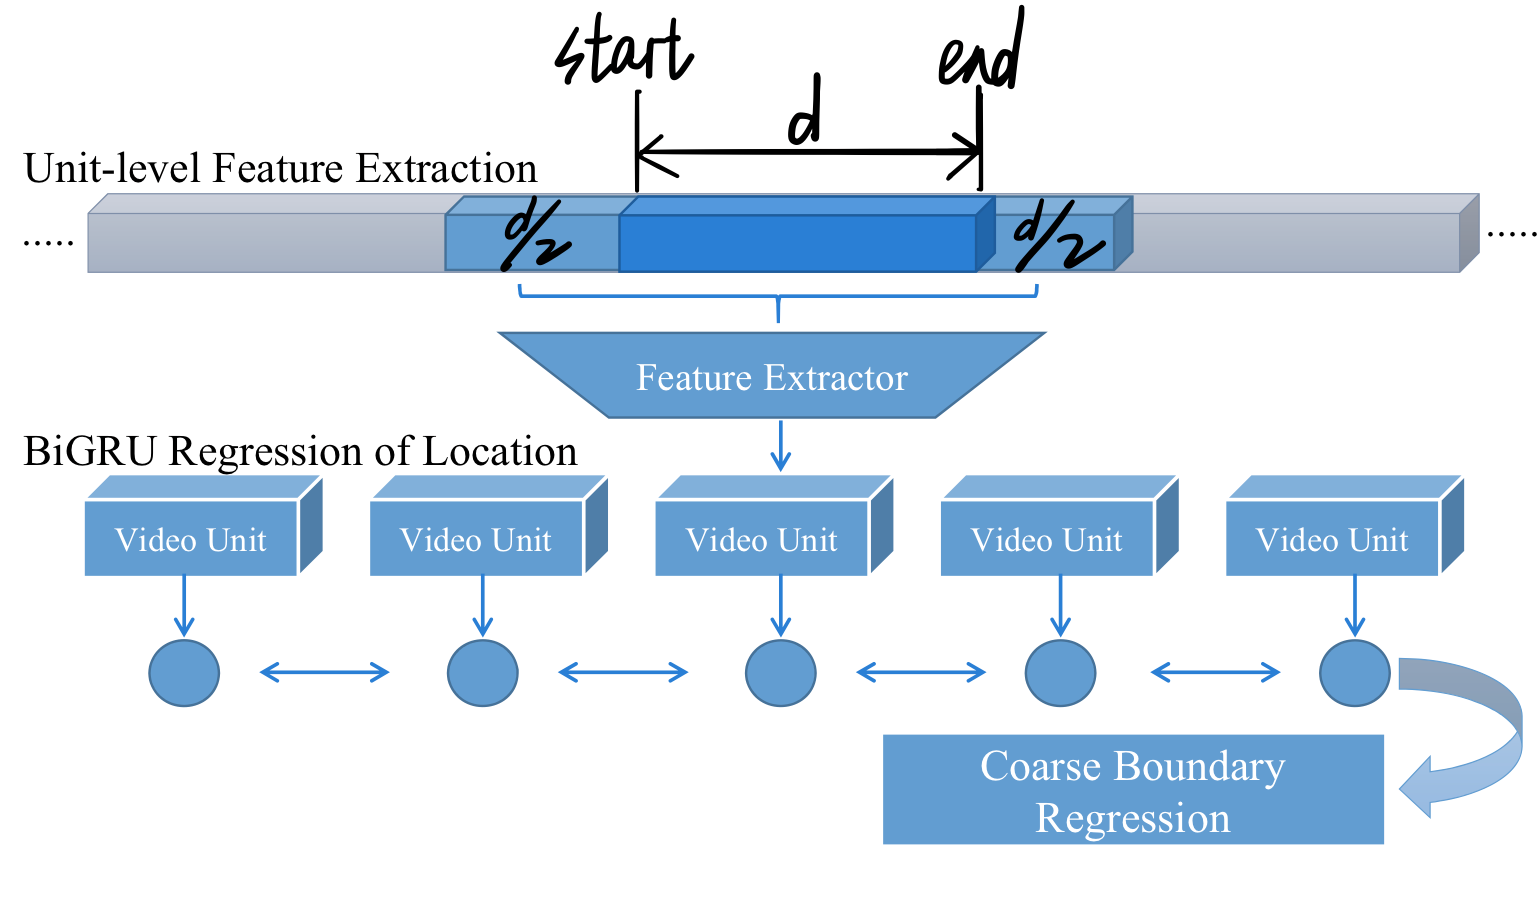 start end
d
Unit-level Feature Extraction
..... d/2 d/2 .....
Feature Extractor
BiGRU Regression of Location
Video Unit Video Unit Video Unit Video Unit Video Unit
Coarse Boundary
Regression